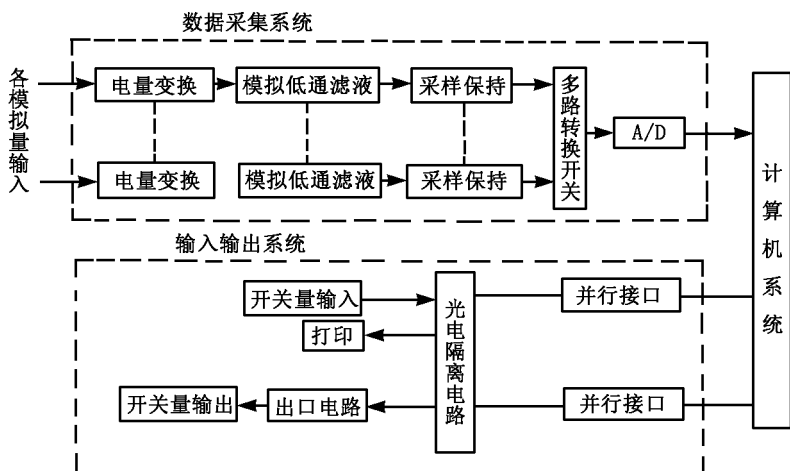 数据采集系统
各模拟量输入
电量变换
模拟低通滤液
采样保持
多路转换开关
A/D
电量变换
模拟低通滤液
采样保持
计算机系统
输入输出系统
开关量输入
打印
光电隔离电路
并行接口
开关量输出
出口电路
并行接口